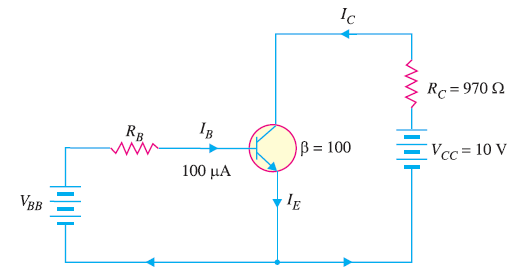 I_C
R_C = 970 Ω
R_B
I_B
β = 100
V_CC = 10 V
100 μA
V_BB
I_E